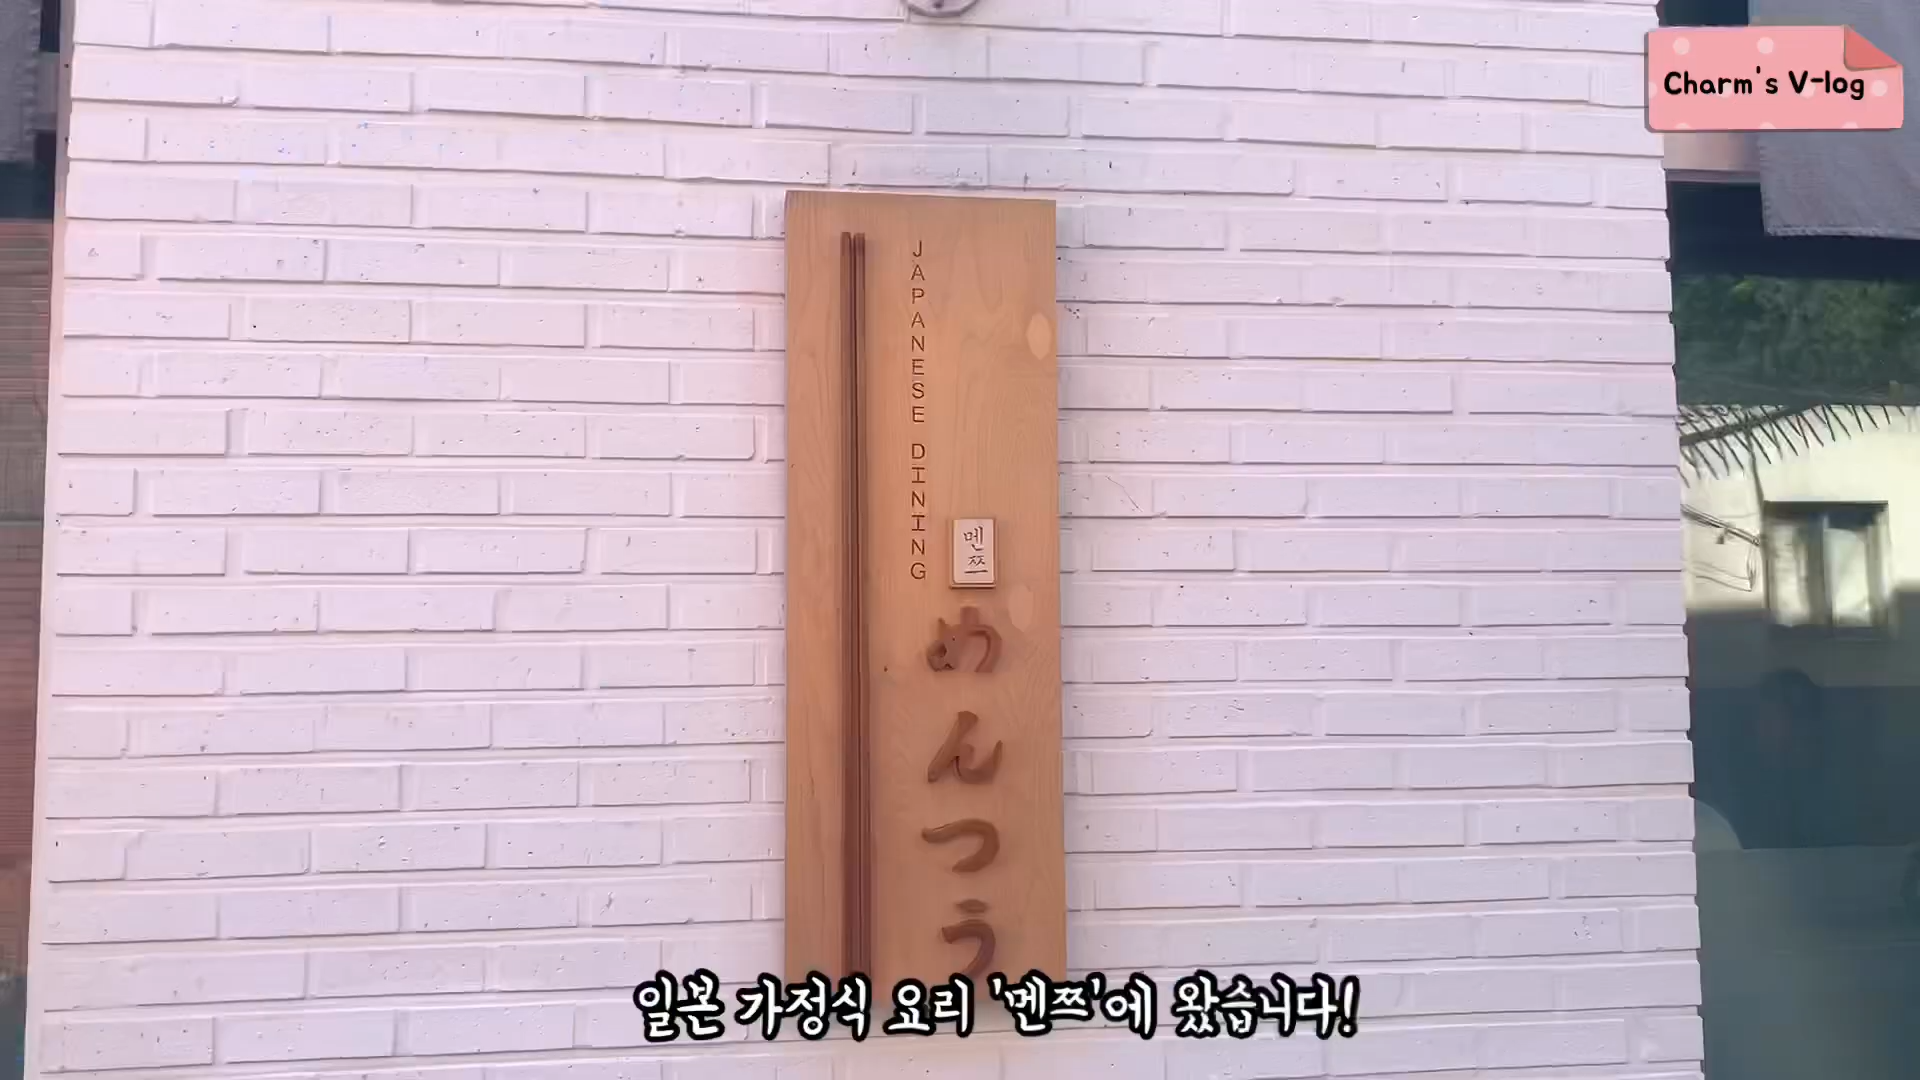 Charm's V-log
JAPANESE DINING
멘쯔
めんつう
일본 가정식 요리 '멘쯔'에 왔습니다!